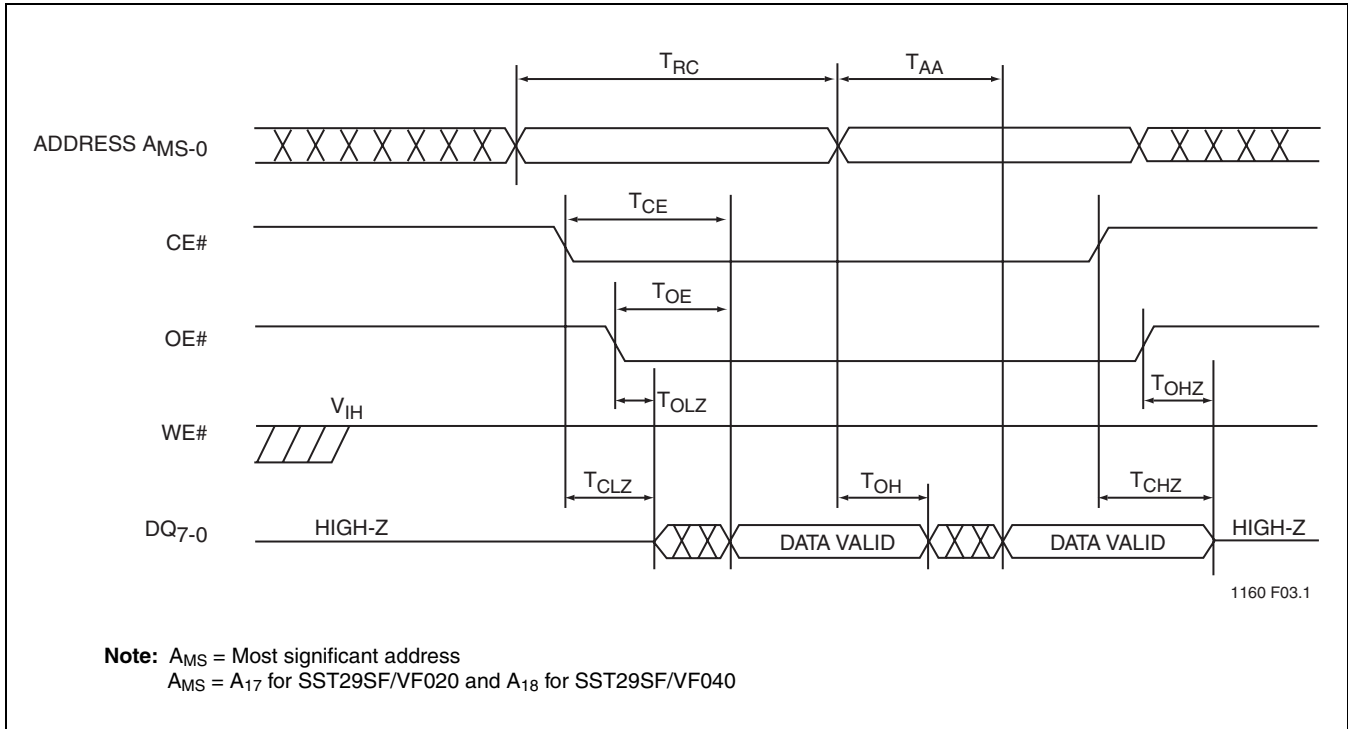 TRC TAA
ADDRESS AMS-0
TCE
CE#
TOE
OE#
TOLZ TOHZ
VIH
WE#
TCLZ TOH TCHZ
DQ7-0 HIGH-Z DATA VALID DATA VALID HIGH-Z
1160 F03.1
Note: AMS = Most significant address
AMS = A17 for SST29SF/VF020 and A18 for SST29SF/VF040